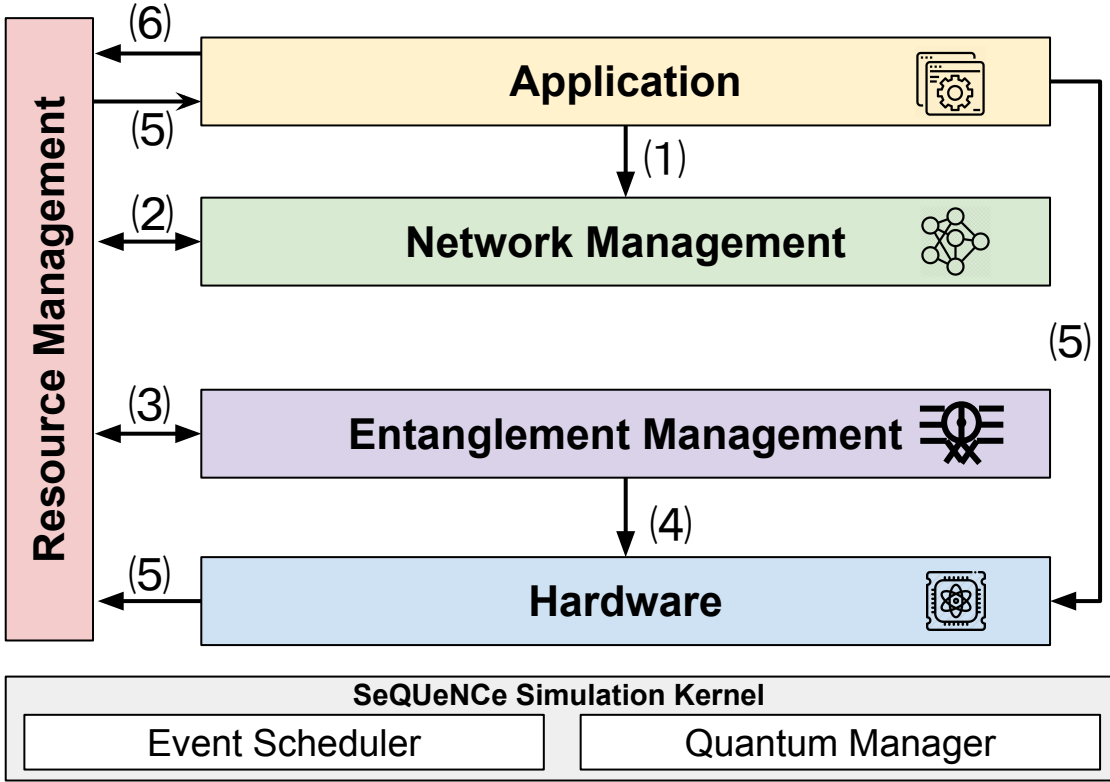 (6)
Application
(5)
(1)
(2)
Network Management
Resource Management
(5)
(3)
Entanglement Management
(4)
(5)
Hardware
SeQUeNCe Simulation Kernel
Event Scheduler
Quantum Manager